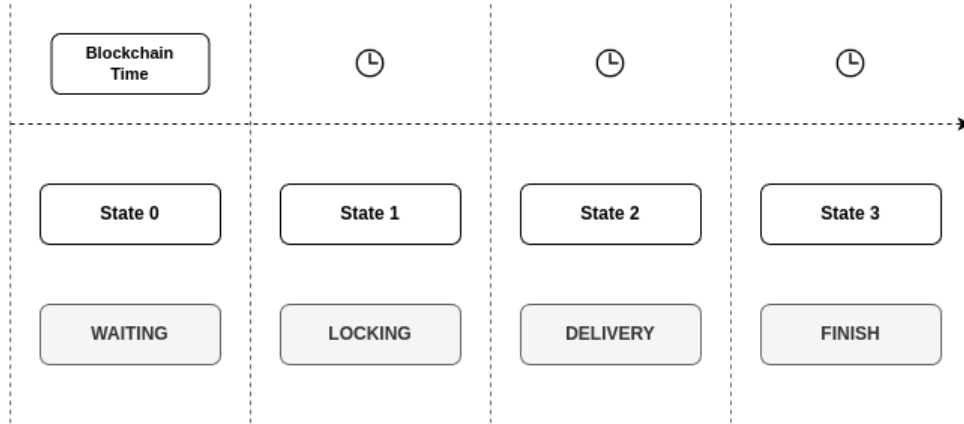 Blockchain
Time
State 0
State 1
State 2
State 3
WAITING
LOCKING
DELIVERY
FINISH